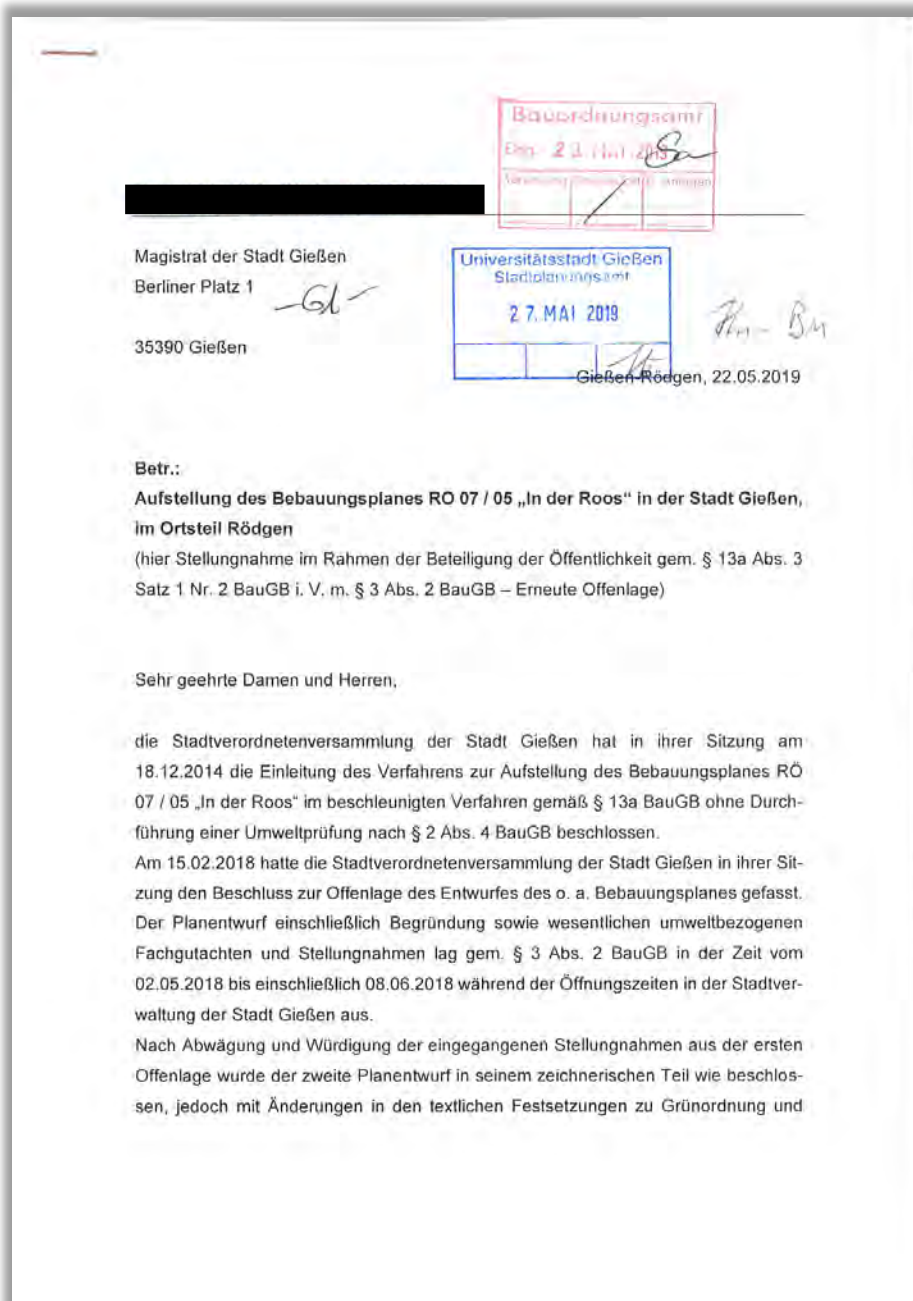 Bauordnungsamt
Eing. 2 3. MAI 2019
Magistrat der Stadt Gießen
Berliner Platz 1
35390 Gießen
Universitätsstadt Gießen
Stadtplanungsamt
2 7. MAI 2019
Gießen-Rödgen, 22.05.2019
Betr.:
Aufstellung des Bebauungsplanes RÖ 07 / 05 „In der Roos“ in der Stadt Gießen,
im Ortsteil Rödgen
(hier Stellungnahme im Rahmen der Beteiligung der Öffentlichkeit gem. § 13a Abs. 3
Satz 1 Nr. 2 BauGB i. V. m. § 3 Abs. 2 BauGB – Erneute Offenlage)
Sehr geehrte Damen und Herren,
die Stadtverordnetenversammlung der Stadt Gießen hat in ihrer Sitzung am
18.12.2014 die Einleitung des Verfahrens zur Aufstellung des Bebauungsplanes RÖ
07 / 05 „In der Roos“ im beschleunigten Verfahren gemäß § 13a BauGB ohne Durch-
führung einer Umweltprüfung nach § 2 Abs. 4 BauGB beschlossen.
Am 15.02.2018 hatte die Stadtverordnetenversammlung der Stadt Gießen in ihrer Sit-
zung den Beschluss zur Offenlage des Entwurfes des o. a. Bebauungsplanes gefasst.
Der Planentwurf einschließlich Begründung sowie wesentlichen umweltbezogenen
Fachgutachten und Stellungnahmen lag gem. § 3 Abs. 2 BauGB in der Zeit vom
02.05.2018 bis einschließlich 08.06.2018 während der Öffnungszeiten in der Stadtver-
waltung der Stadt Gießen aus.
Nach Abwägung und Würdigung der eingegangenen Stellungnahmen aus der ersten
Offenlage wurde der zweite Planentwurf in seinem zeichnerischen Teil wie beschlos-
sen, jedoch mit Änderungen in den textlichen Festsetzungen zu Grünordnung und